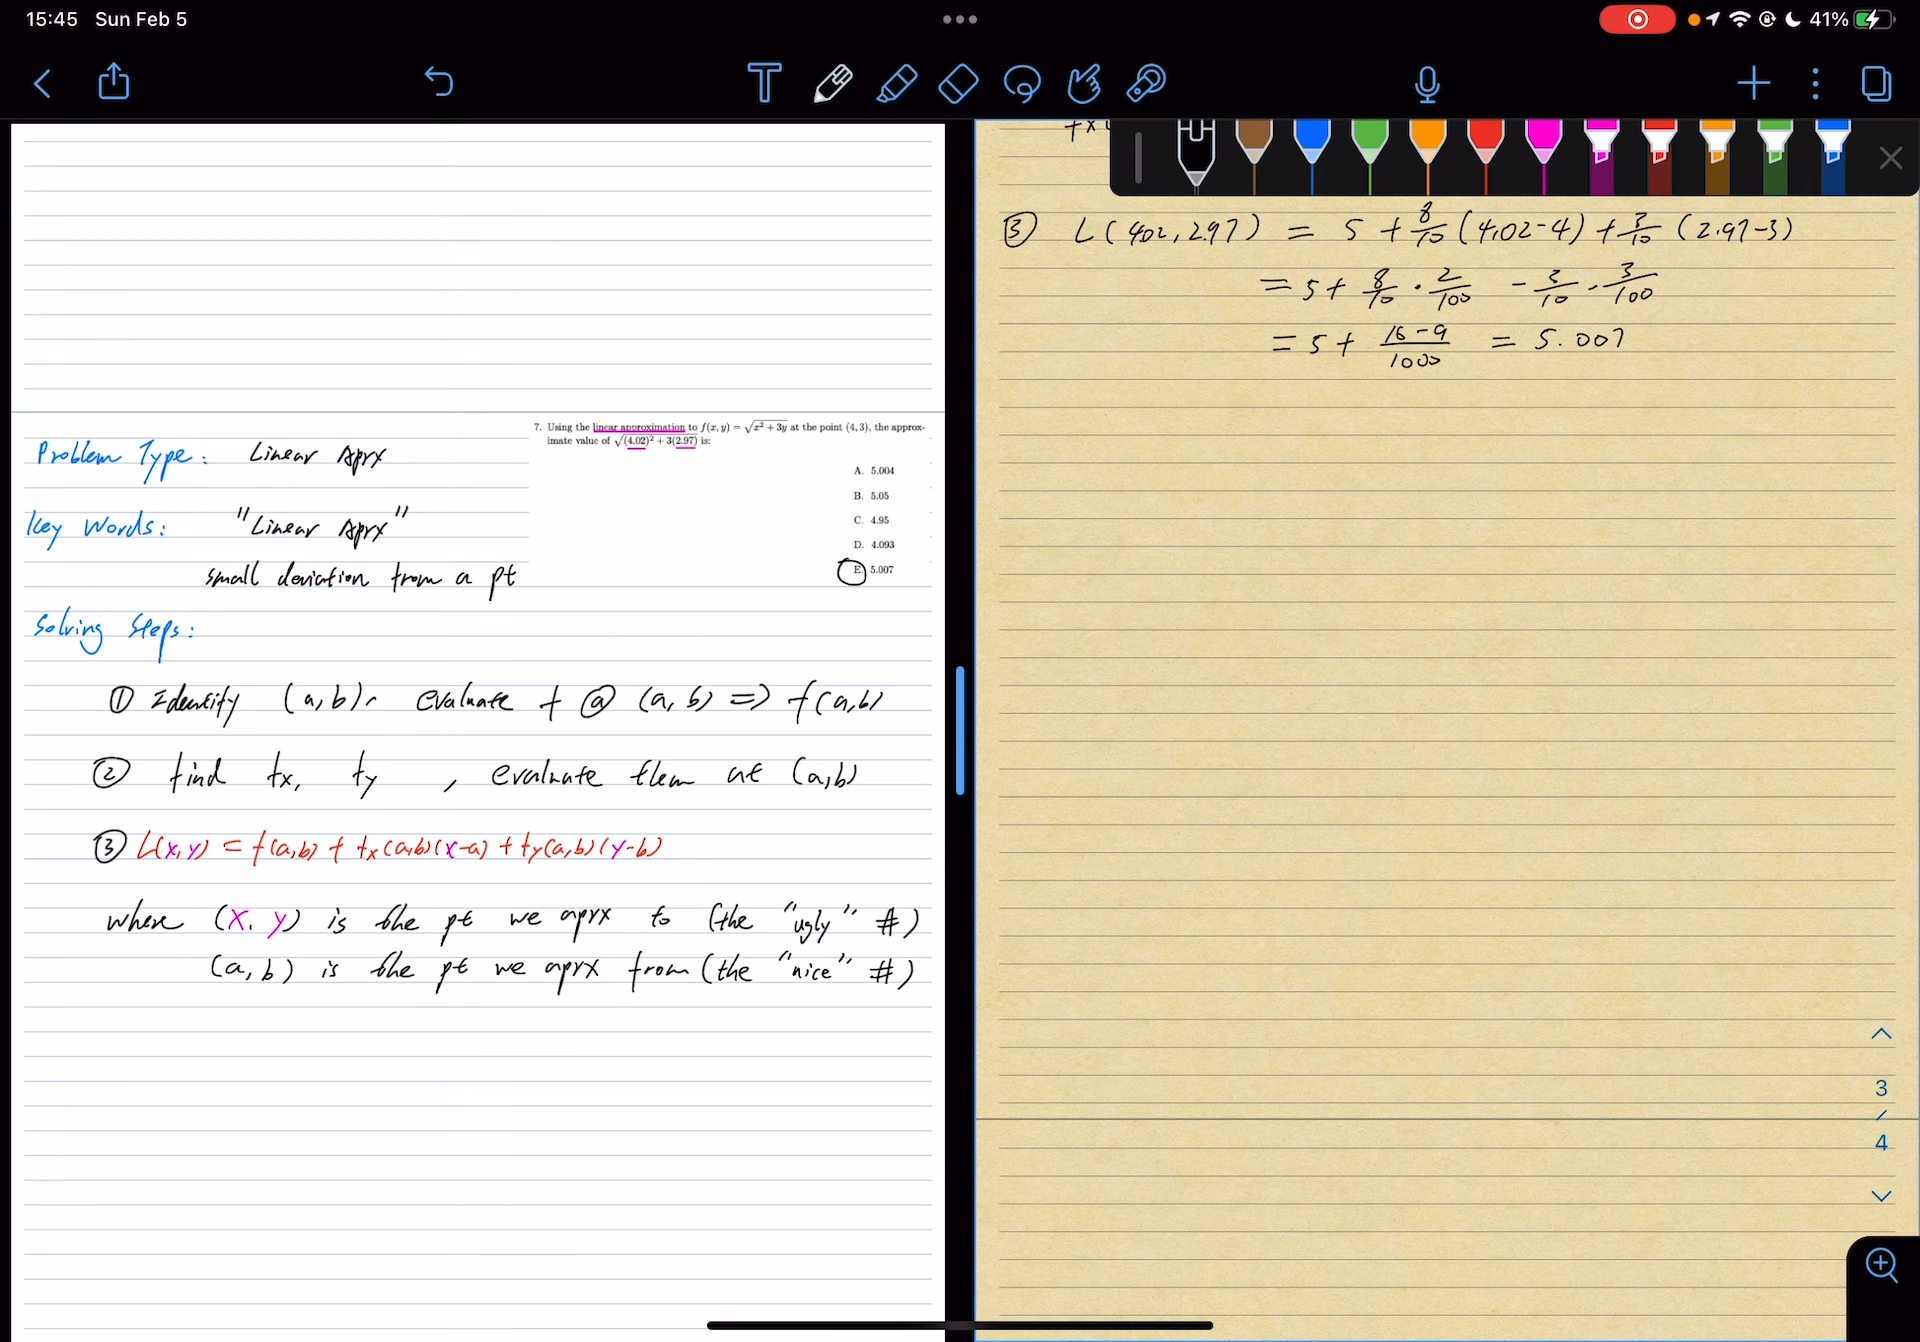 15:45 Sun Feb 5
41%
7. Using the linear approximation to f(x, y) = √x² + 3y at the point (4, 3), the approx-
imate value of √(4.02)² + 3(2.97) is:
A. 5.004
B. 5.05
C. 4.95
D. 4.093
E. 5.007
Problem Type: Linear Aprx
Key Words: "Linear Aprx"
small deviation from a pt
Solving Steps:
① Identify (a,b), evaluate f @ (a,b) => f(a,b)
② find fx, fy , evaluate them at (a,b)
③ L(x,y) = f(a,b) + fx(a,b)(x-a) + fy(a,b)(y-b)
where (x, y) is the pt we aprx to (the "ugly" #)
(a, b) is the pt we aprx from (the "nice" #)
③ L(4.02, 2.97) = 5 + 8/10 (4.02-4) + 3/10 (2.97-3)
= 5 + 8/10 · 2/100 - 3/10 · 3/100
= 5 + 16-9/1000 = 5.007
3
/
4